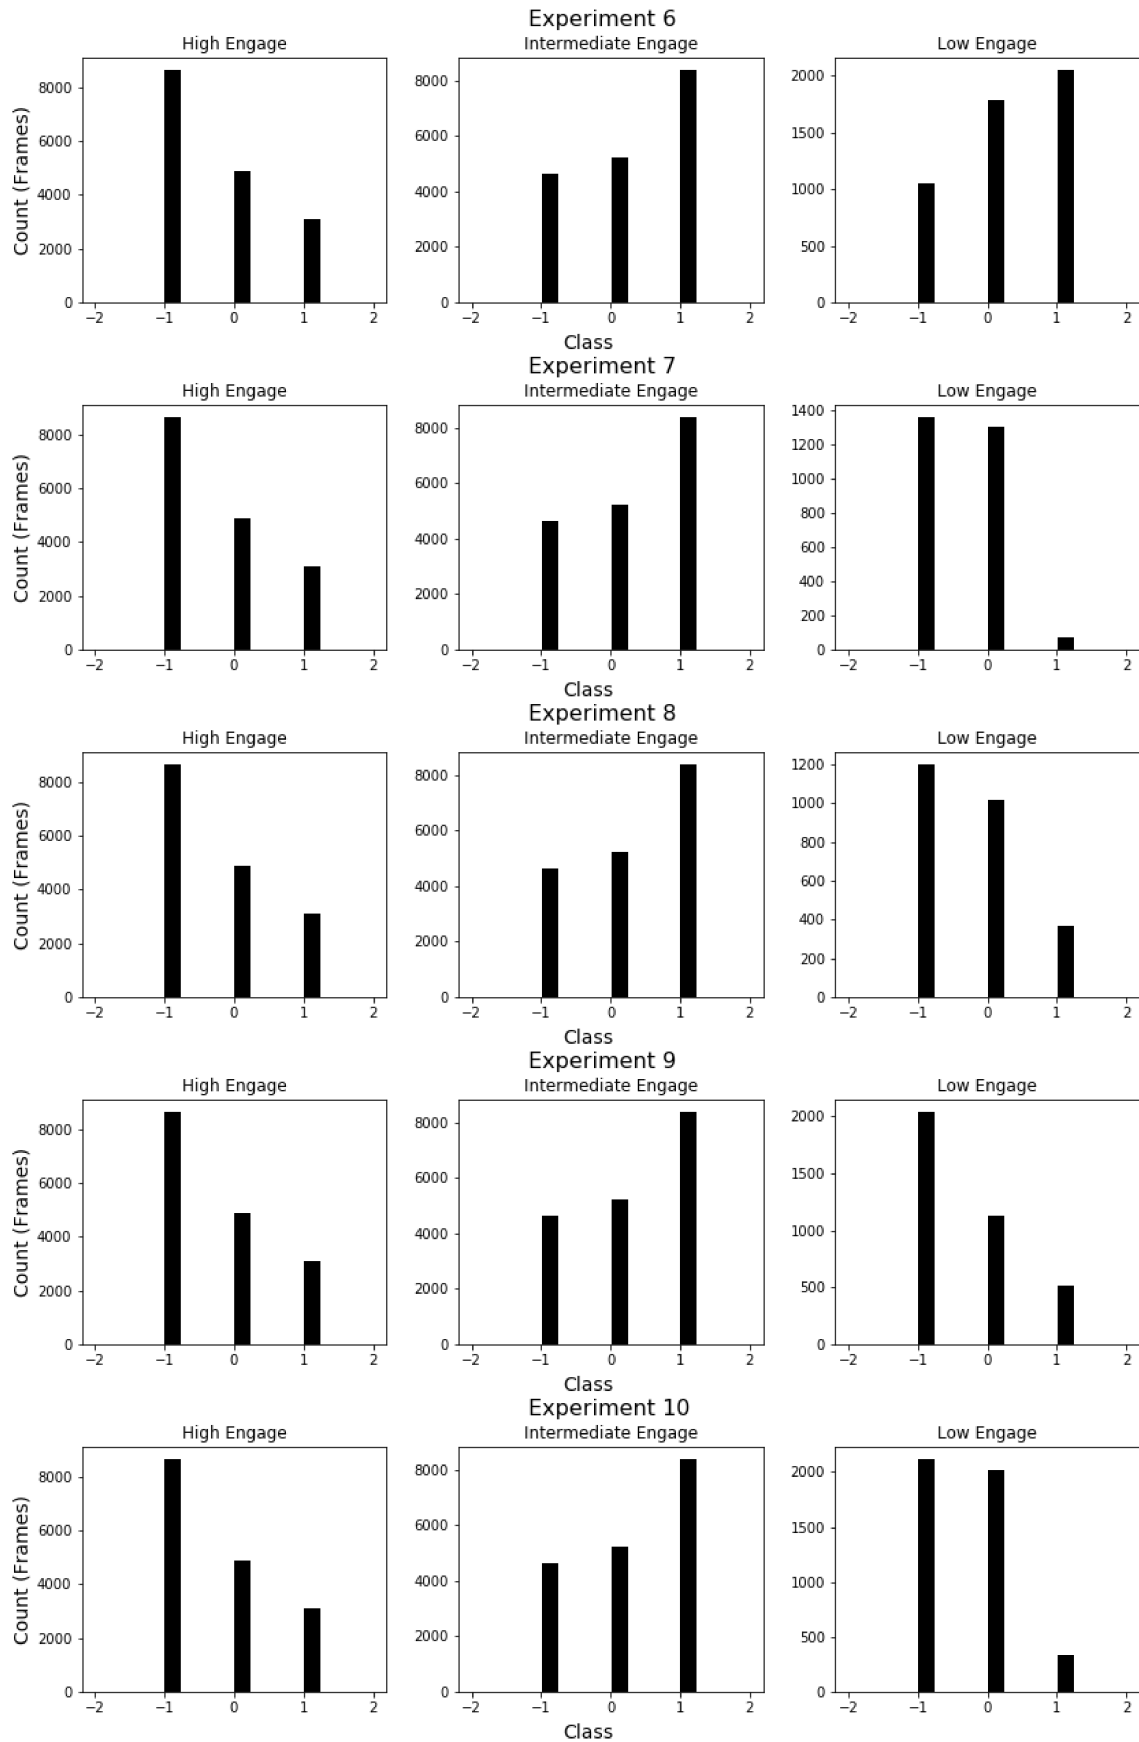 Experiment 6
High Engage Intermediate Engage Low Engage
Count (Frames)
8000 8000 2000
6000 6000 1500
4000 4000 1000
2000 2000 500
0 0 0
−2 −1 0 1 2 −2 −1 0 1 2 −2 −1 0 1 2
Class
Experiment 7
High Engage Intermediate Engage Low Engage
Count (Frames)
8000 8000 1400
1200
6000 6000 1000
800
4000 4000 600
2000 2000 400
200
0 0 0
−2 −1 0 1 2 −2 −1 0 1 2 −2 −1 0 1 2
Class
Experiment 8
High Engage Intermediate Engage Low Engage
Count (Frames)
8000 8000 1200
1000
6000 6000 800
4000 4000 600
400
2000 2000 200
0 0 0
−2 −1 0 1 2 −2 −1 0 1 2 −2 −1 0 1 2
Class
Experiment 9
High Engage Intermediate Engage Low Engage
Count (Frames)
8000 8000 2000
6000 6000 1500
4000 4000 1000
2000 2000 500
0 0 0
−2 −1 0 1 2 −2 −1 0 1 2 −2 −1 0 1 2
Class
Experiment 10
High Engage Intermediate Engage Low Engage
Count (Frames)
8000 8000 2000
6000 6000 1500
4000 4000 1000
2000 2000 500
0 0 0
−2 −1 0 1 2 −2 −1 0 1 2 −2 −1 0 1 2
Class